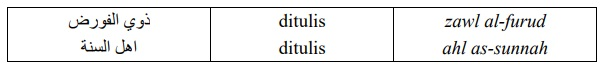 ذوي الفورض ditulis zawl al-furud
اهل السنة ditulis ahl as-sunnah